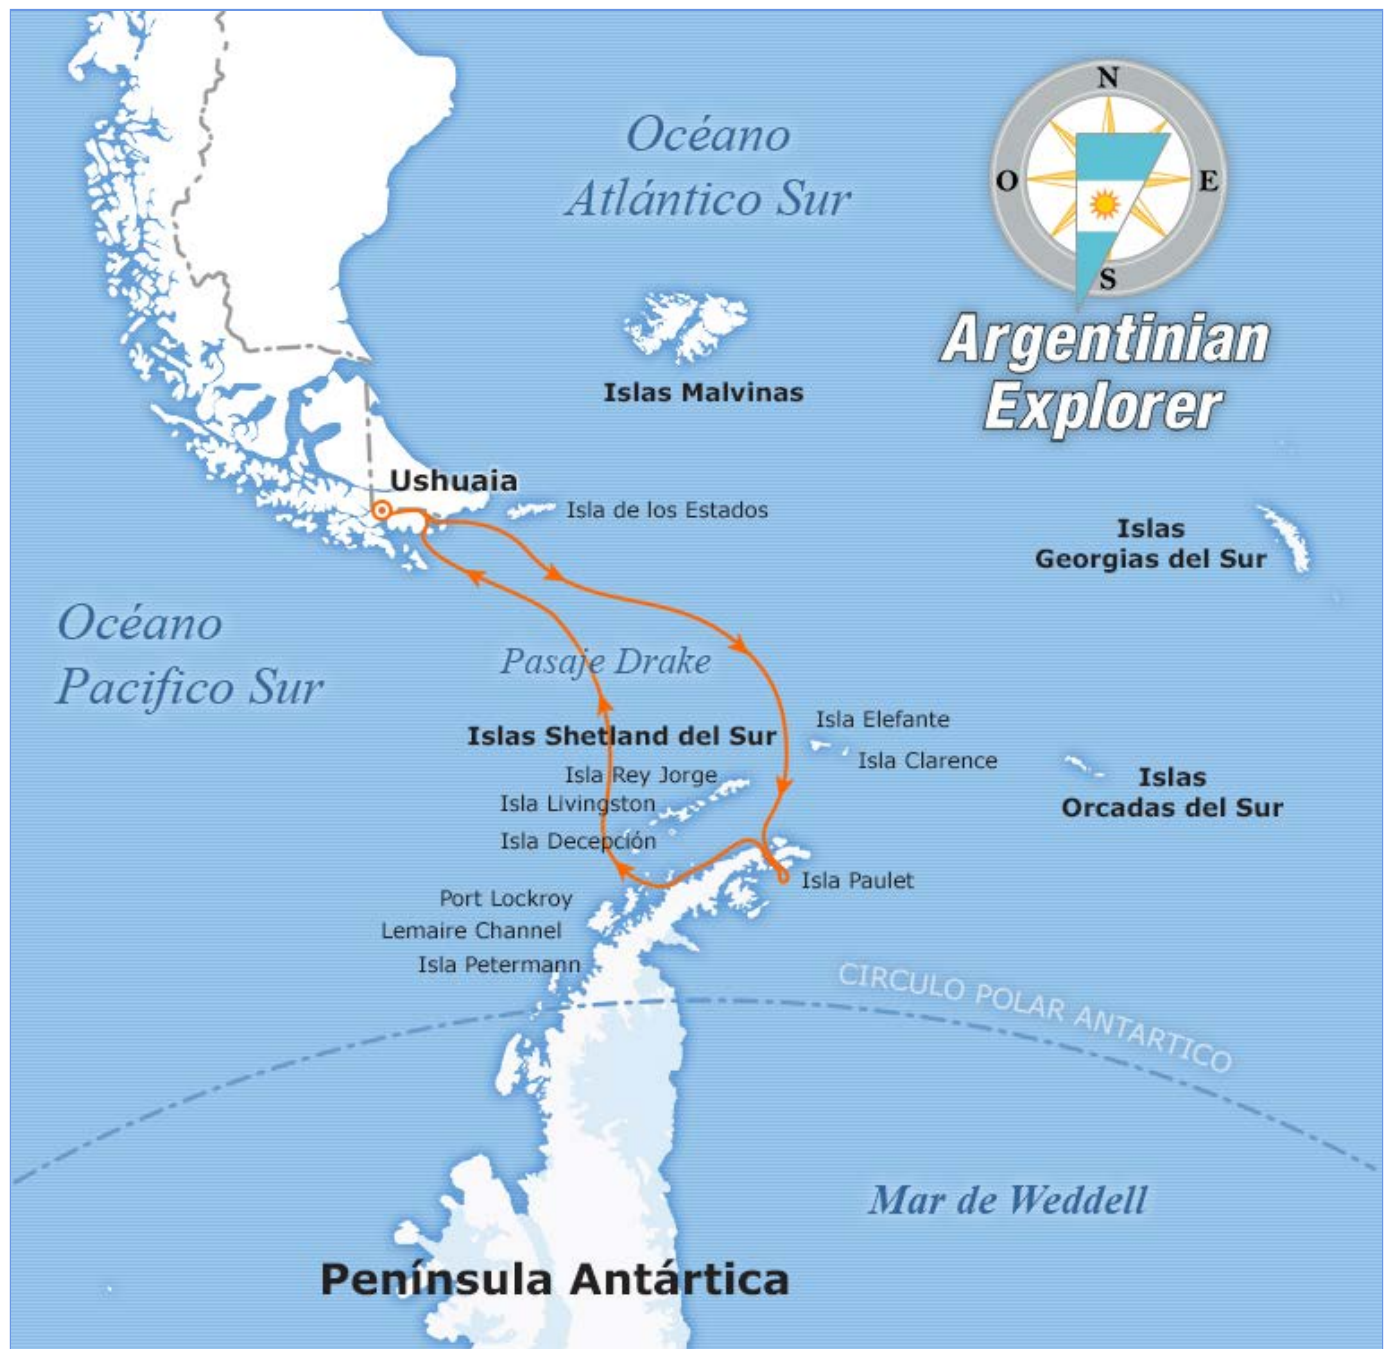 N
Océano
Atlántico Sur
O
E
S
Argentinian
Explorer
Islas Malvinas
Ushuaia
Isla de los Estados
Islas
Georgias del Sur
Océano
Pacifico Sur
Pasaje Drake
Isla Elefante
Islas Shetland del Sur
Isla Clarence
Isla Rey Jorge
Islas
Orcadas del Sur
Isla Livingston
Isla Decepción
Isla Paulet
Port Lockroy
Lemaire Channel
Isla Petermann
CIRCULO POLAR ANTARTICO
Mar de Weddell
Península Antártica